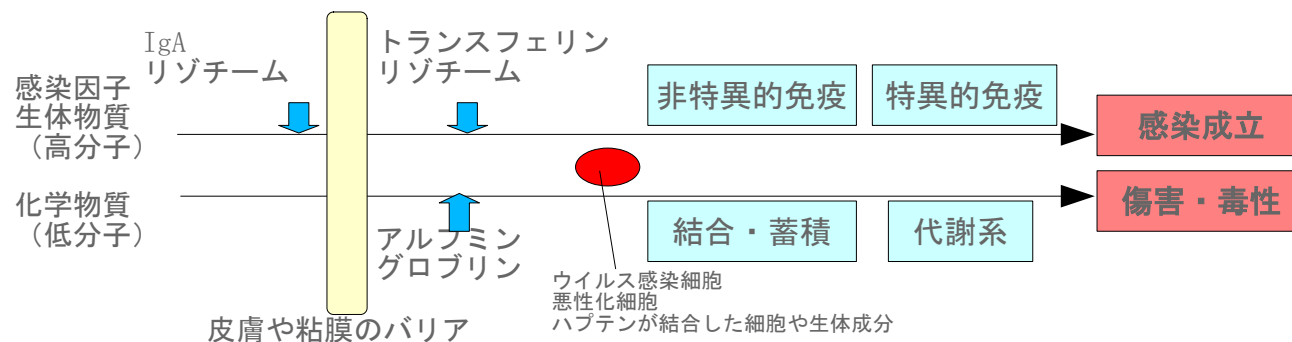 IgA
リゾチーム
トランスフェリン
リゾチーム
感染因子
生体物質
（高分子）
非特異的免疫
特異的免疫
感染成立
化学物質
（低分子）
アルブミン
グロブリン
結合・蓄積
代謝系
傷害・毒性
ウイルス感染細胞
悪性化細胞
ハプテンが結合した細胞や生体成分
皮膚や粘膜のバリア